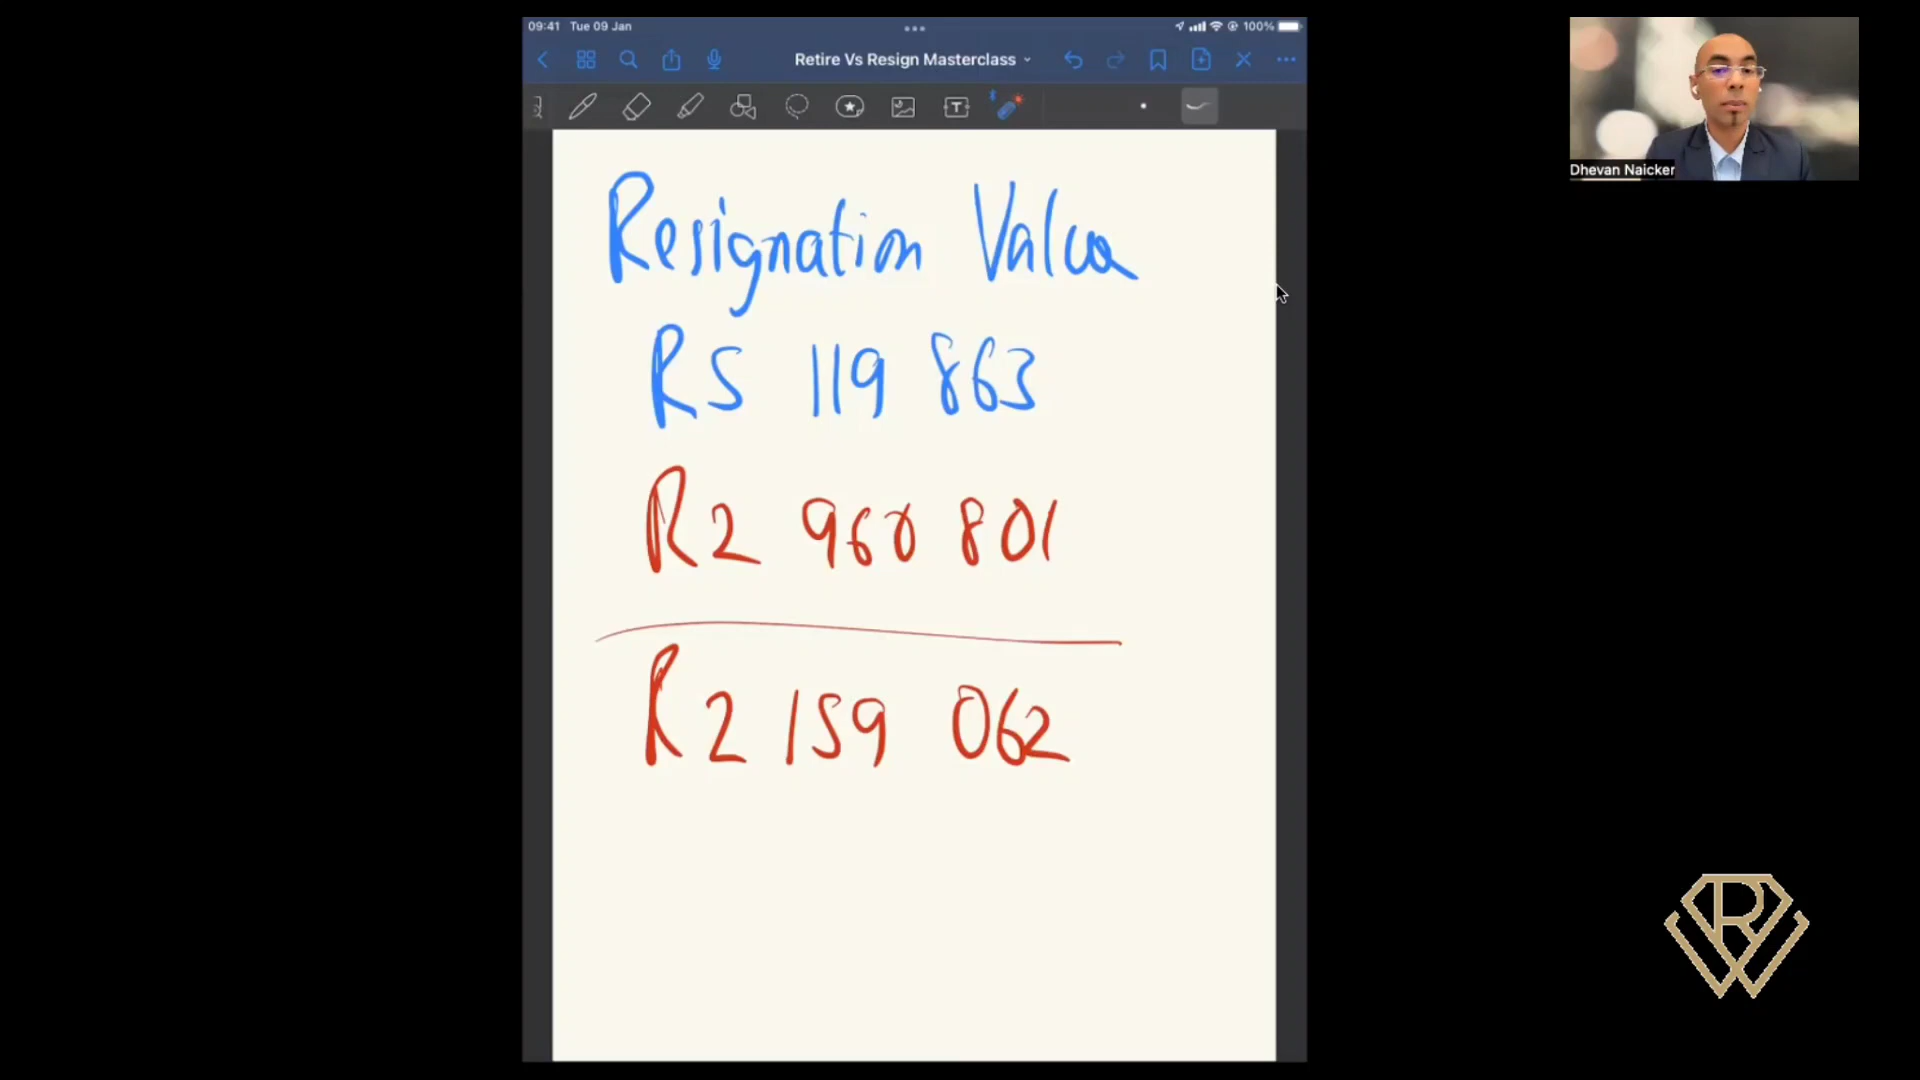 09:41 Tue 09 Jan
100%
Retire Vs Resign Masterclass
T
Dhevan Naicker
Resignation Value
R5 119 863
R2 960 801
R2 159 062
RW